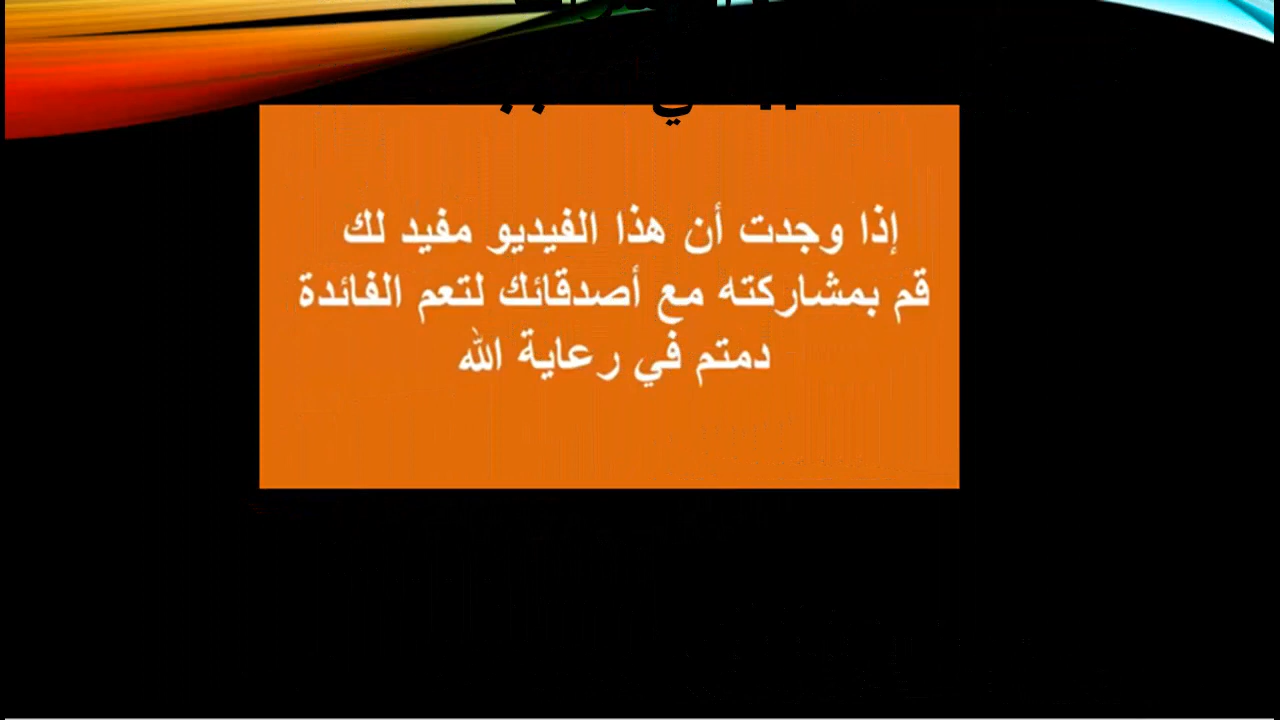 إذا وجدت أن هذا الفيديو مفيد لك
قم بمشاركته مع أصدقائك لتعم الفائدة
دمتم في رعاية الله